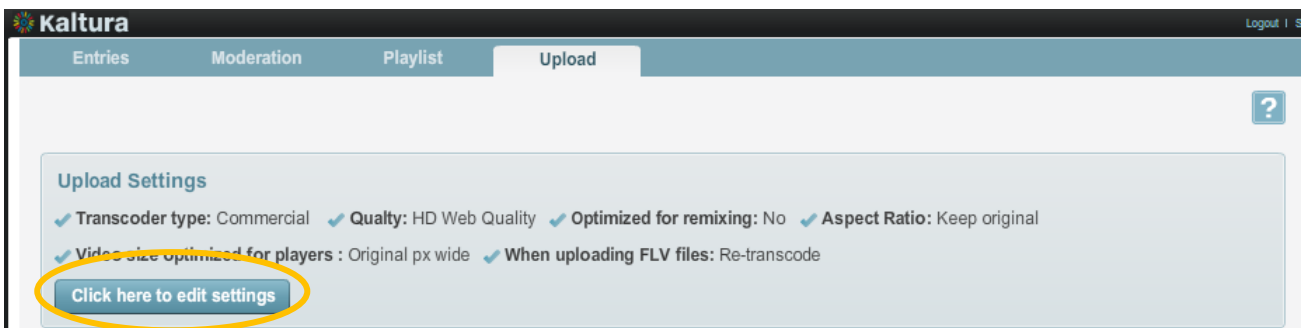 Kaltura
Logout | S
Entries Moderation Playlist Upload
?
Upload Settings
Transcoder type: Commercial Qualty: HD Web Quality Optimized for remixing: No Aspect Ratio: Keep original
Video size optimized for players : Original px wide When uploading FLV files: Re-transcode
Click here to edit settings